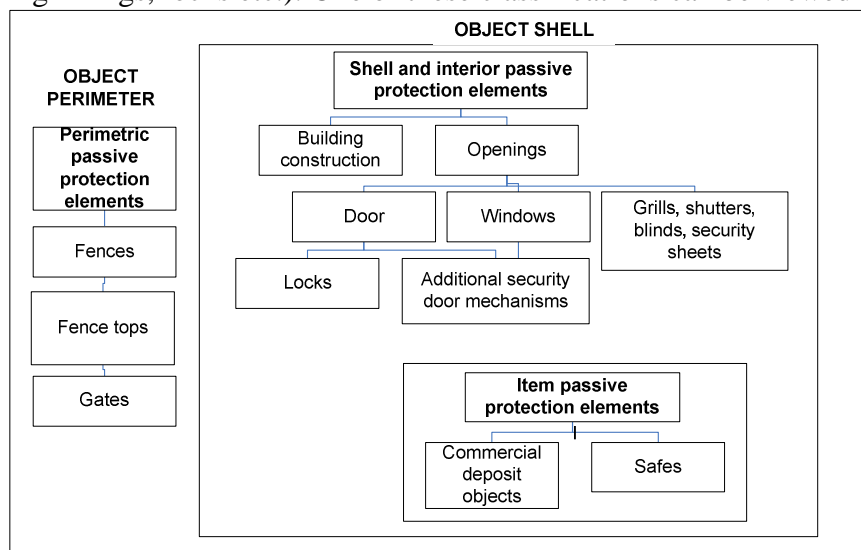 OBJECT SHELL
OBJECT
PERIMETER
Perimetric
passive
protection
elements
Fences
Fence tops
Gates
Shell and interior passive
protection elements
Building
construction
Openings
Door
Windows
Grills, shutters,
blinds, security
sheets
Locks
Additional security
door mechanisms
Item passive
protection elements
Commercial
deposit
objects
Safes